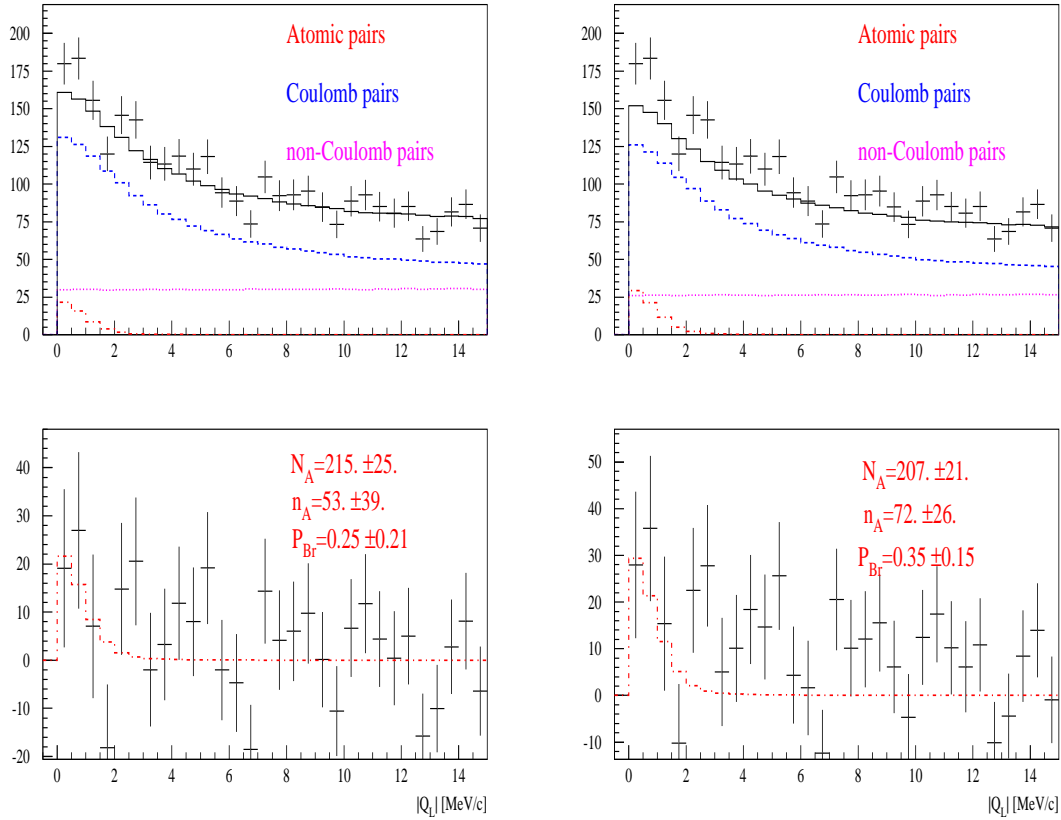 200
175
150
125
100
75
50
25
0
Atomic pairs
Coulomb pairs
non-Coulomb pairs
0 2 4 6 8 10 12 14
200
175
150
125
100
75
50
25
0
Atomic pairs
Coulomb pairs
non-Coulomb pairs
0 2 4 6 8 10 12 14
40
30
20
10
0
-10
-20
N_A=215. ±25.
n_A=53. ±39.
P_Br=0.25 ±0.21
0 2 4 6 8 10 12 14
|Q_L| [MeV/c]
50
40
30
20
10
0
-10
N_A=207. ±21.
n_A=72. ±26.
P_Br=0.35 ±0.15
0 2 4 6 8 10 12 14
|Q_L| [MeV/c]